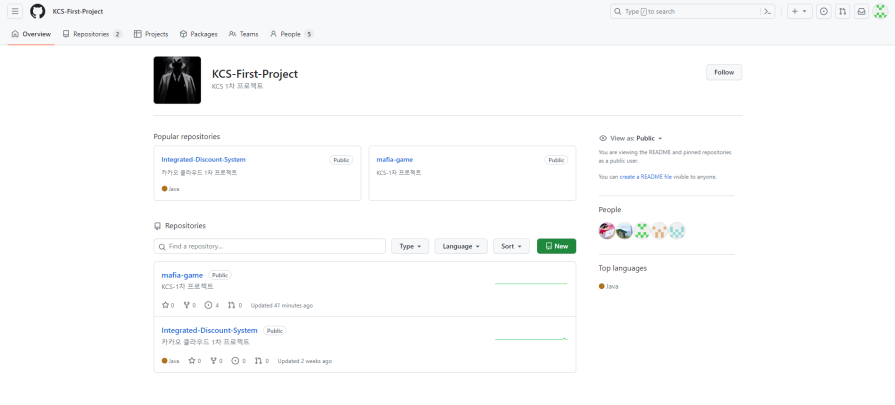 KCS-First-Project
Type / to search
Overview Repositories 2 Projects Packages Teams People 5
KCS-First-Project
KCS 1차 프로젝트
Follow
Popular repositories
Integrated-Discount-System Public
카카오 클라우드 1차 프로젝트
Java
mafia-game Public
KCS-1차 프로젝트
View as: Public
You are viewing the README and pinned repositories
as a public user.
You can create a README file visible to anyone.
People
Top languages
Java
Repositories
Find a repository...
Type Language Sort New
mafia-game Public
KCS-1차 프로젝트
0 0 4 0 Updated 41 minutes ago
Integrated-Discount-System Public
카카오 클라우드 1차 프로젝트
Java 0 0 0 0 Updated 2 weeks ago